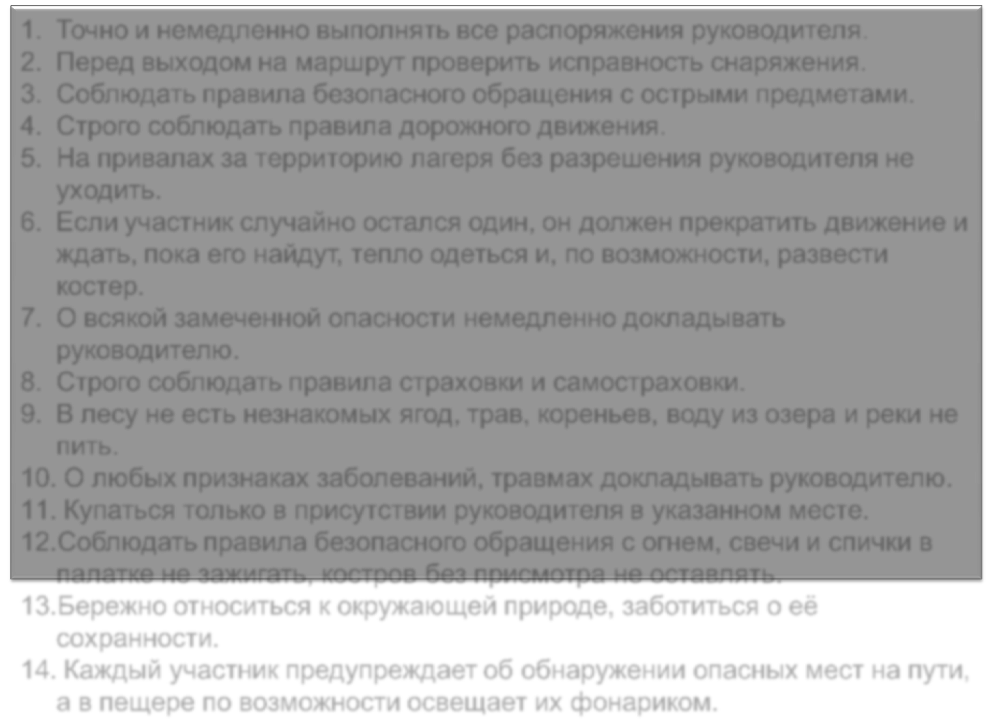 1. Точно и немедленно выполнять все распоряжения руководителя.
2. Перед выходом на маршрут проверить исправность снаряжения.
3. Соблюдать правила безопасного обращения с острыми предметами.
4. Строго соблюдать правила дорожного движения.
5. На привалах за территорию лагеря без разрешения руководителя не
уходить.
6. Если участник случайно остался один, он должен прекратить движение и
ждать, пока его найдут, тепло одеться и, по возможности, развести
костер.
7. О всякой замеченной опасности немедленно докладывать
руководителю.
8. Строго соблюдать правила страховки и самостраховки.
9. В лесу не есть незнакомых ягод, трав, кореньев, воду из озера и реки не
пить.
10. О любых признаках заболеваний, травмах докладывать руководителю.
11. Купаться только в присутствии руководителя в указанном месте.
12.Соблюдать правила безопасного обращения с огнем, свечи и спички в
палатке не зажигать, костров без присмотра не оставлять.
13.Бережно относиться к окружающей природе, заботиться о её
сохранности.
14. Каждый участник предупреждает об обнаружении опасных мест на пути,
а в пещере по возможности освещает их фонариком.